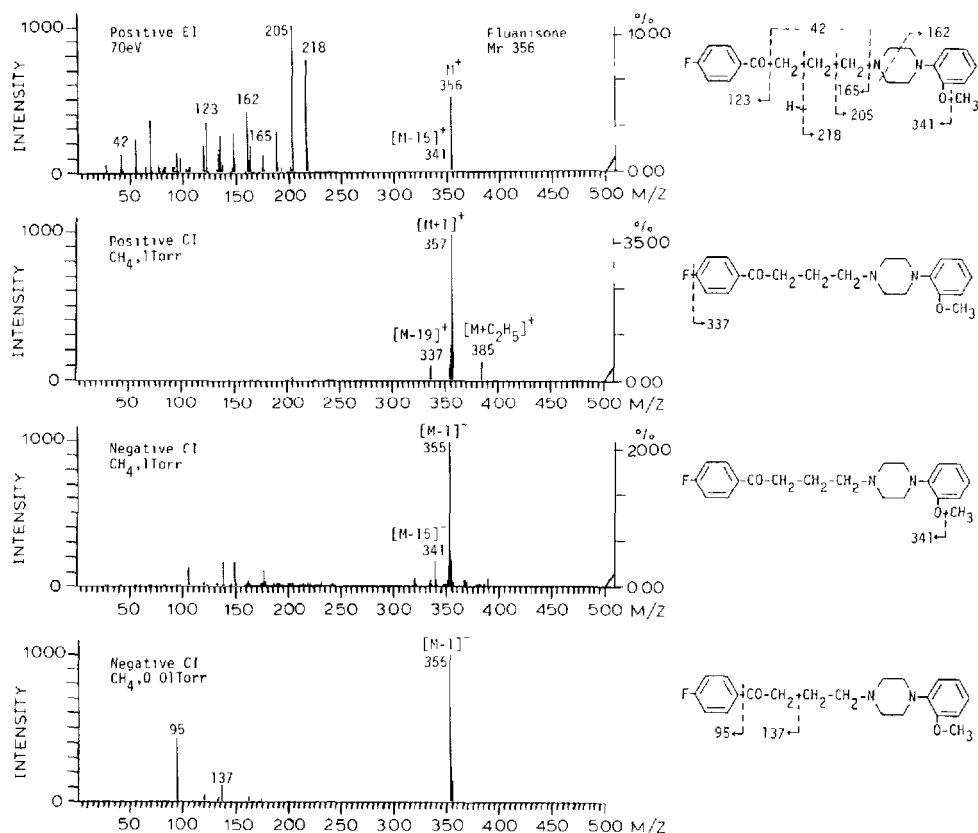 1000
INTENSITY
0
Positive EI
70eV
Fluanisone
Mr 356
42
123
162
165
205
218
M+
356
[M-15]+
341
%
1000
0.00
50 100 150 200 250 300 350 400 450 500 M/Z
F
CO-CH2-CH2-CH2-N
N
O-CH3
42
162
123
165
205
H
218
341
1000
INTENSITY
0
Positive CI
CH4,1Torr
[M+1]+
357
[M-19]+
337
[M+C2H5]+
385
%
3500
0.00
50 100 150 200 250 300 350 400 450 500 M/Z
F
CO-CH2-CH2-CH2-N
N
O-CH3
337
1000
INTENSITY
0
Negative CI
CH4,1Torr
[M-1]-
355
[M-15]-
341
%
2000
0.00
50 100 150 200 250 300 350 400 450 500 M/Z
F
CO-CH2-CH2-CH2-N
N
O-CH3
341
1000
INTENSITY
0
Negative CI
CH4,0 01Torr
[M-1]-
355
95
137
50 100 150 200 250 300 350 400 450 500 M/Z
F
CO-CH2-CH2-CH2-N
N
O-CH3
95
137